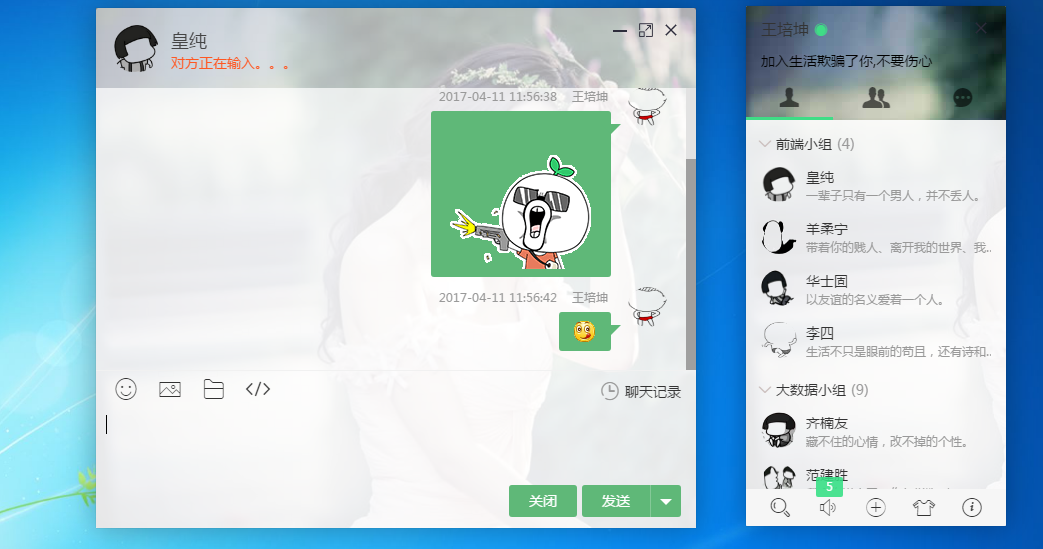 皇纯
对方正在输入。。。
2017-04-11 11:56:38 王培坤
2017-04-11 11:56:42 王培坤
聊天记录
关闭
发送
王培坤
加入生活欺骗了你,不要伤心
前端小组 (4)
皇纯
一辈子只有一个男人，并不丢人。
羊柔宁
带着你的贱人、离开我的世界、我..
华士固
以友谊的名义爱着一个人。
李四
生活不只是眼前的苟且，还有诗和..
大数据小组 (9)
齐楠友
藏不住的心情，改不掉的个性。
范建胜
5